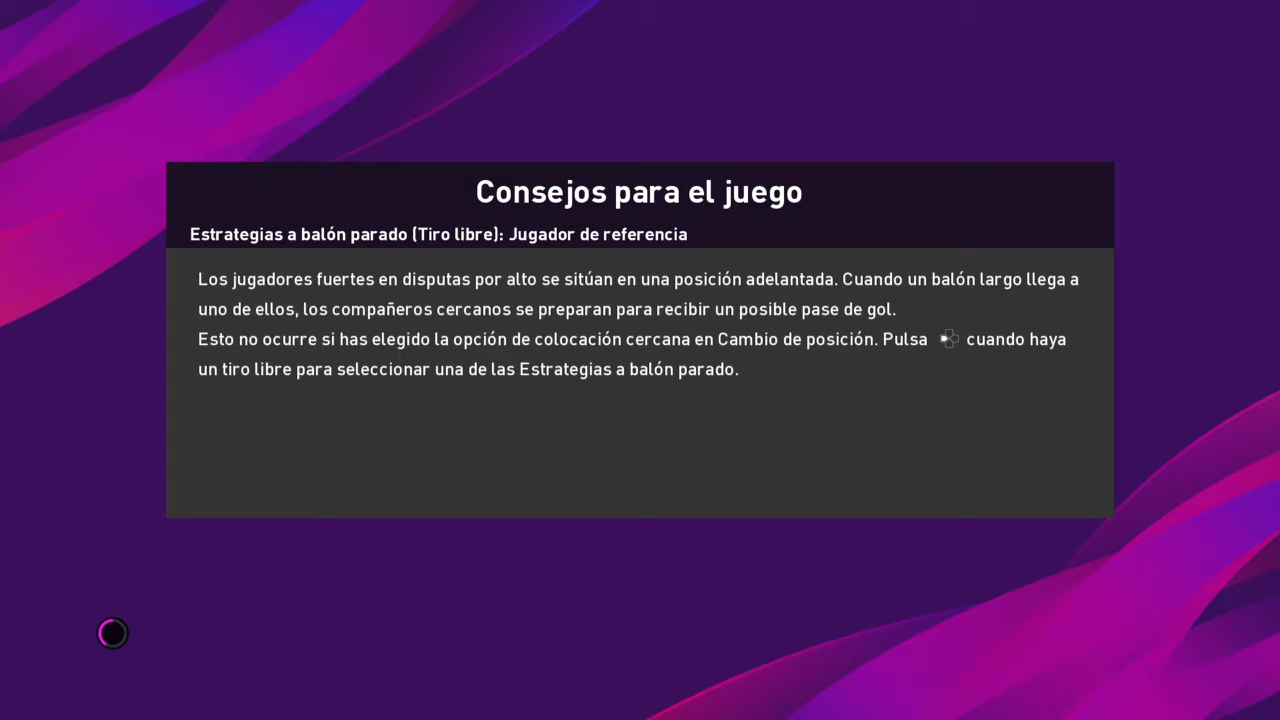 Consejos para el juego
Estrategias a balón parado (Tiro libre): Jugador de referencia
Los jugadores fuertes en disputas por alto se sitúan en una posición adelantada. Cuando un balón largo llega a
uno de ellos, los compañeros cercanos se preparan para recibir un posible pase de gol.
Esto no ocurre si has elegido la opción de colocación cercana en Cambio de posición. Pulsa cuando haya
un tiro libre para seleccionar una de las Estrategias a balón parado.